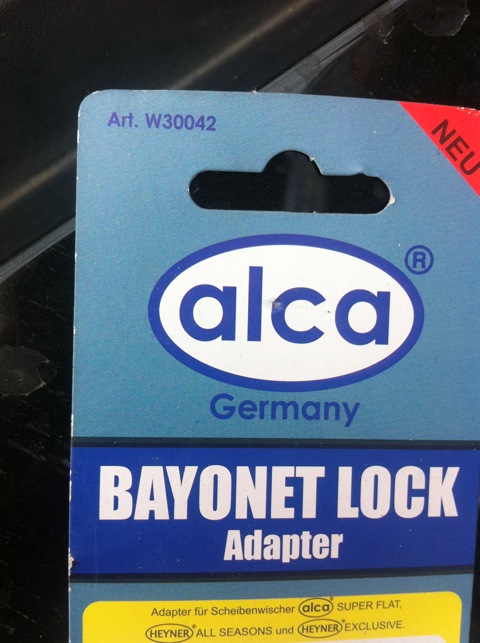 Art. W30042
NEU
alca®
Germany
BAYONET LOCK
Adapter
Adapter für Scheibenwischer alca® SUPER FLAT,
HEYNER® ALL SEASONS und HEYNER® EXCLUSIVE.